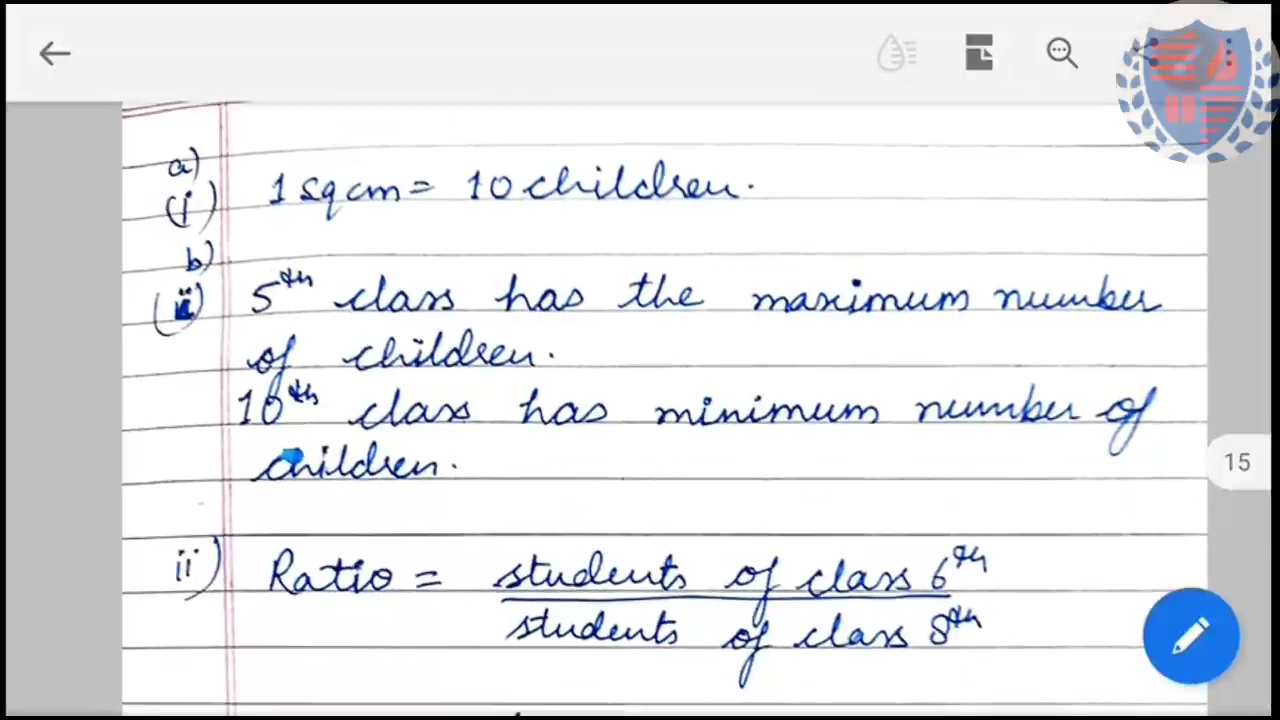 a)
(i) 1 sq cm = 10 children.
b)
(i) 5th class has the maximum number
of children.
10th class has minimum number of
children.
15
ii) Ratio = students of class 6th
students of class 8th